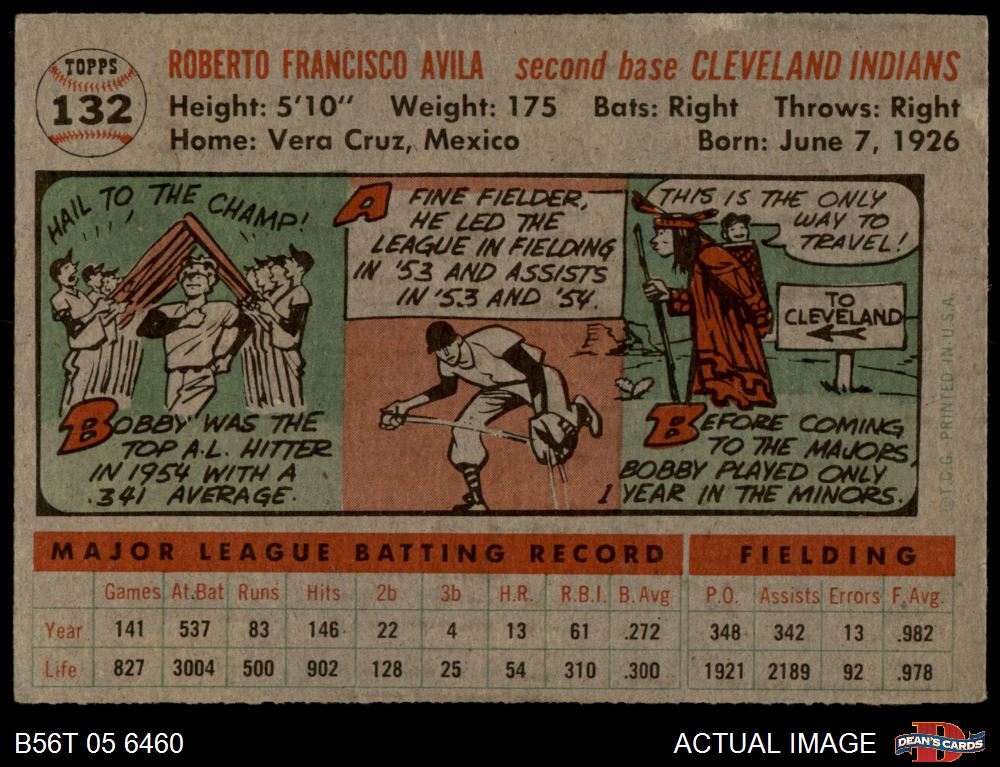 TOPPS
132
ROBERTO FRANCISCO AVILA second base CLEVELAND INDIANS
Height: 5'10" Weight: 175 Bats: Right Throws: Right
Home: Vera Cruz, Mexico Born: June 7, 1926
HAIL TO THE CHAMP!
BOBBY WAS THE
TOP A.L. HITTER
IN 1954 WITH A
.341 AVERAGE.
A FINE FIELDER,
HE LED THE
LEAGUE IN FIELDING
IN '53 AND ASSISTS
IN '53 AND '54.
THIS IS THE ONLY
WAY TO
TRAVEL!
TO
CLEVELAND
BEFORE COMING
TO THE MAJORS,
BOBBY PLAYED ONLY
1 YEAR IN THE MINORS.
©T.C.G. PRINTED IN U.S.A.
MAJOR LEAGUE BATTING RECORD FIELDING
Games At.Bat Runs Hits 2b 3b H.R. R.B.I. B.Avg P.O. Assists Errors F.Avg.
Year 141 537 83 146 22 4 13 61 .272 348 342 13 .982
Life 827 3004 500 902 128 25 54 310 .300 1921 2189 92 .978
B56T 05 6460 ACTUAL IMAGE DEAN'S CARDS